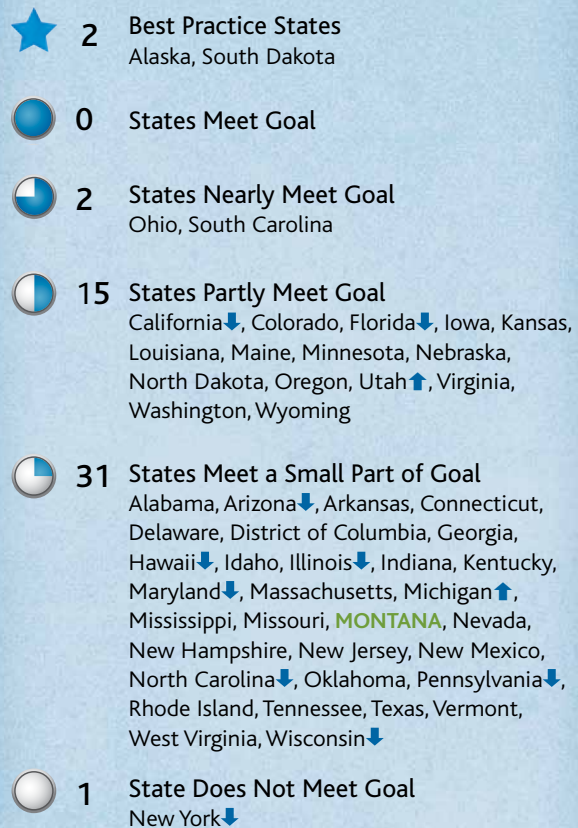 2 Best Practice States
Alaska, South Dakota
0 States Meet Goal
2 States Nearly Meet Goal
Ohio, South Carolina
15 States Partly Meet Goal
California⬇, Colorado, Florida⬇, Iowa, Kansas,
Louisiana, Maine, Minnesota, Nebraska,
North Dakota, Oregon, Utah⬆, Virginia,
Washington, Wyoming
31 States Meet a Small Part of Goal
Alabama, Arizona⬇, Arkansas, Connecticut,
Delaware, District of Columbia, Georgia,
Hawaii⬇, Idaho, Illinois⬇, Indiana, Kentucky,
Maryland⬇, Massachusetts, Michigan⬆,
Mississippi, Missouri, MONTANA, Nevada,
New Hampshire, New Jersey, New Mexico,
North Carolina⬇, Oklahoma, Pennsylvania⬇,
Rhode Island, Tennessee, Texas, Vermont,
West Virginia, Wisconsin⬇
1 State Does Not Meet Goal
New York⬇